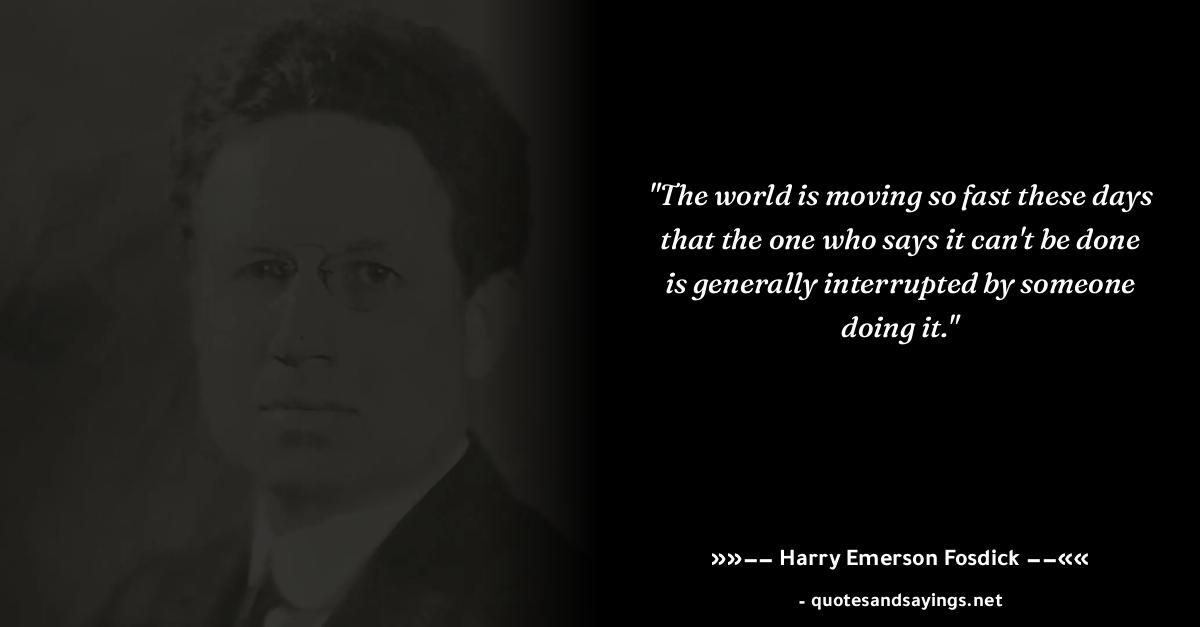 "The world is moving so fast these days
that the one who says it can't be done
is generally interrupted by someone
doing it."
»»−− Harry Emerson Fosdick −−««
- quotesandsayings.net